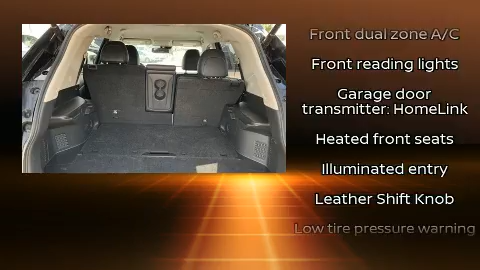 Front dual zone A/C
Front reading lights
Garage door
transmitter: HomeLink
Heated front seats
Illuminated entry
Leather Shift Knob
Low tire pressure warning